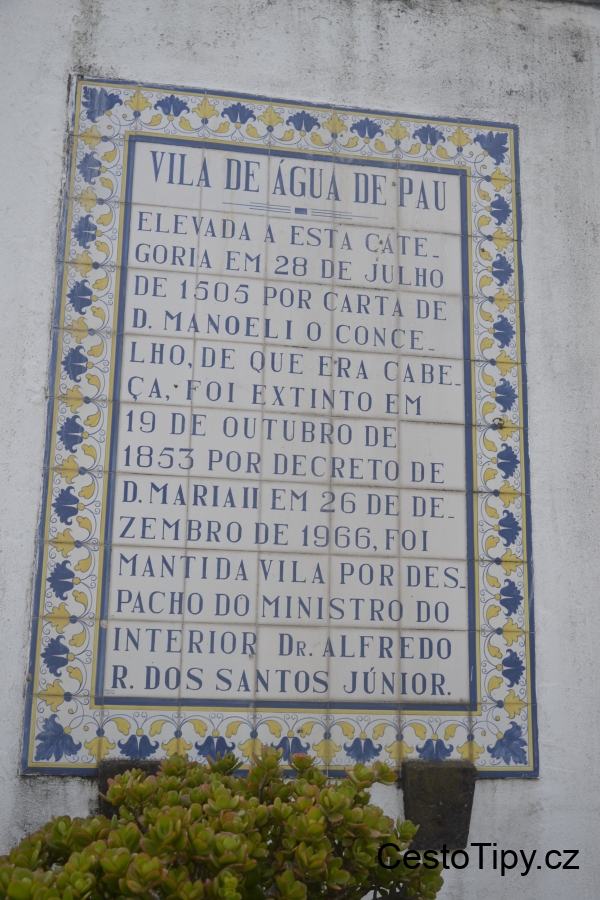 VILA DE ÁGUA DE PAU
ELEVADA A ESTA CATE-
GORIA EM 28 DE JULHO
DE 1505 POR CARTA DE
D. MANOEL I O CONCE-
LHO, DE QUE ERA CABE-
ÇA, FOI EXTINTO EM
19 DE OUTUBRO DE
1853 POR DECRETO DE
D. MARIA II EM 26 DE DE-
ZEMBRO DE 1966, FOI
MANTIDA VILA POR DES-
PACHO DO MINISTRO DO
INTERIOR DR. ALFREDO
R. DOS SANTOS JÚNIOR.
CestoTipy.cz